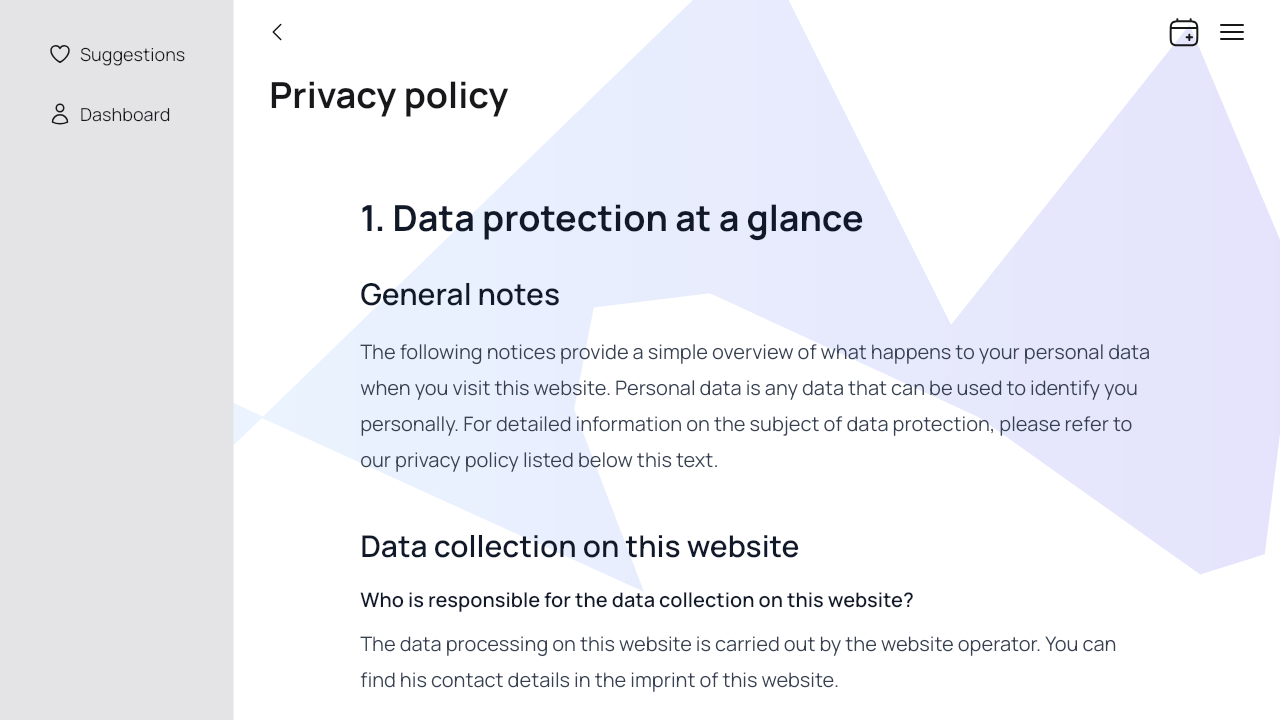 Suggestions
Dashboard
Privacy policy
1. Data protection at a glance
General notes
The following notices provide a simple overview of what happens to your personal data
when you visit this website. Personal data is any data that can be used to identify you
personally. For detailed information on the subject of data protection, please refer to
our privacy policy listed below this text.
Data collection on this website
Who is responsible for the data collection on this website?
The data processing on this website is carried out by the website operator. You can
find his contact details in the imprint of this website.